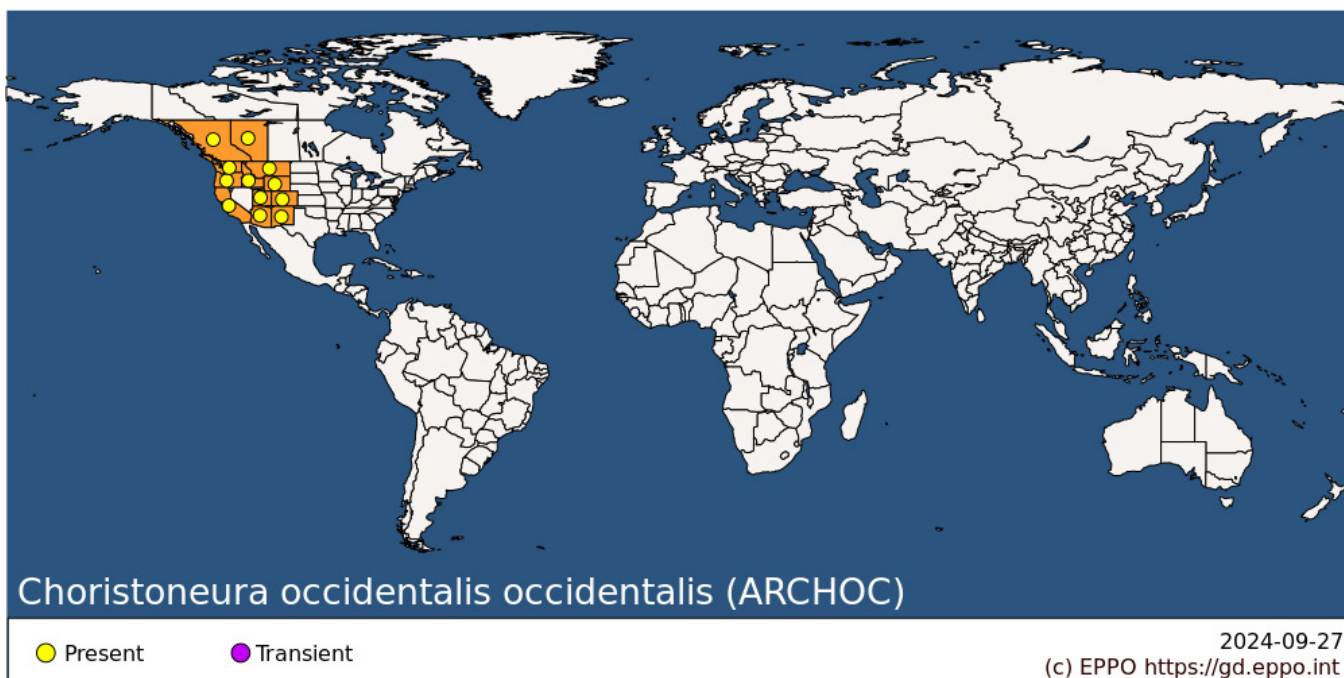 Choristoneura occidentalis occidentalis (ARCHOC)
Present
Transient
2024-09-27
(c) EPPO https://gd.eppo.int